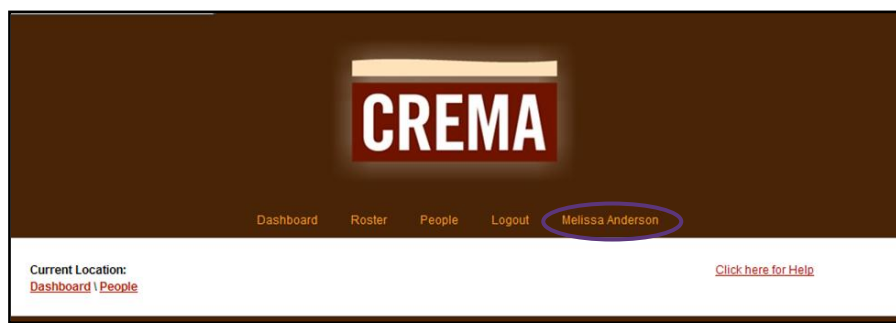 CREMA
Dashboard Roster People Logout Melissa Anderson
Current Location:
Click here for Help
Dashboard \ People